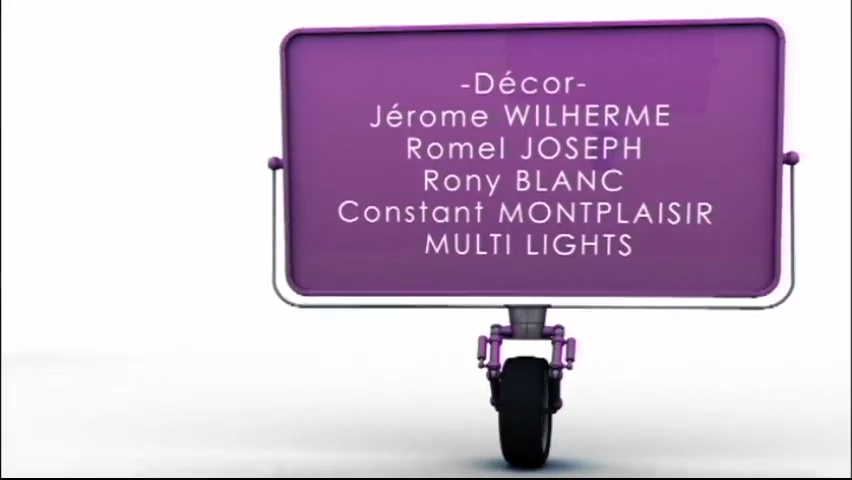 -Décor-
Jérome WILHERME
Romel JOSEPH
Rony BLANC
Constant MONTPLAISIR
MULTI LIGHTS